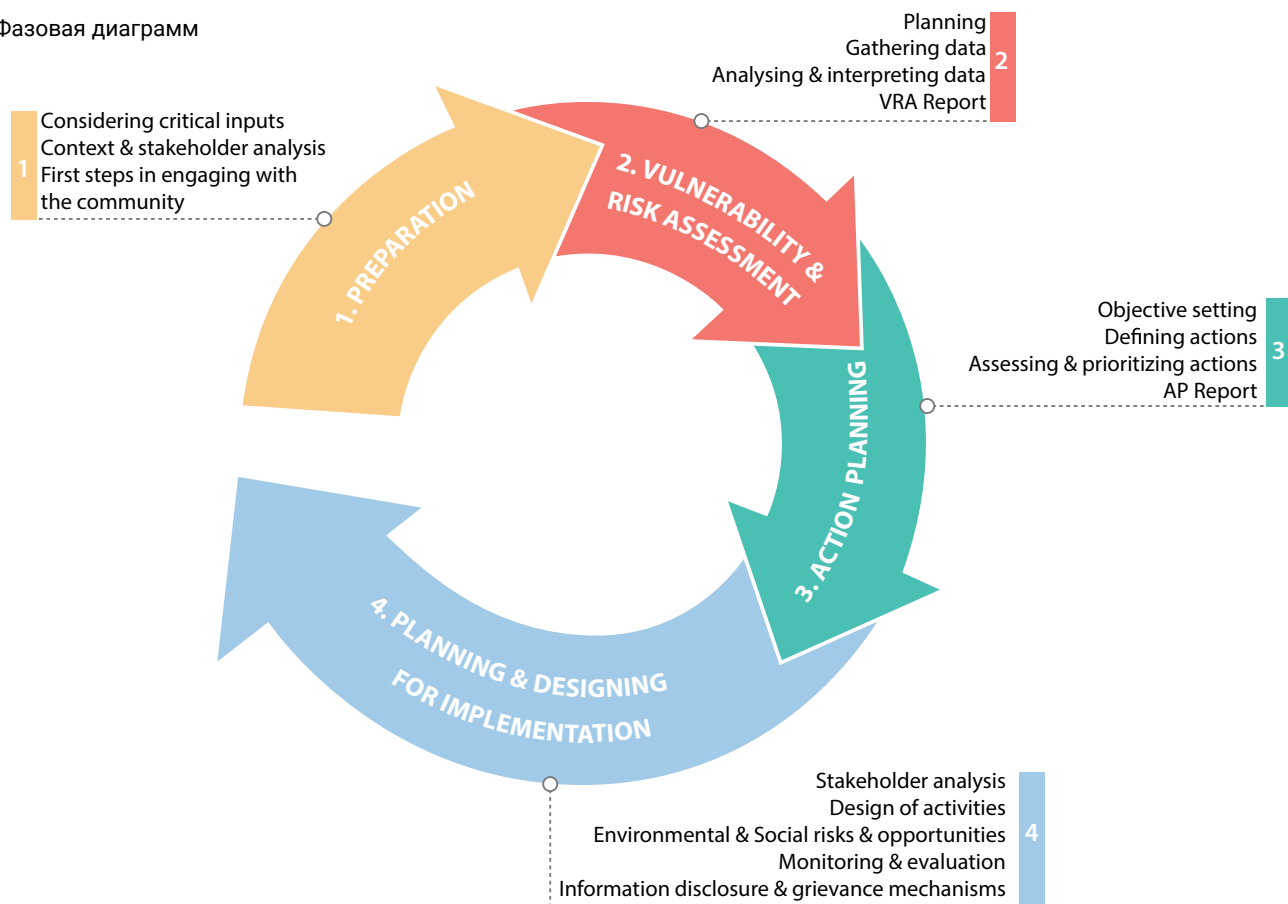 Фазовая диаграмм
1
Considering critical inputs
Context & stakeholder analysis
First steps in engaging with
the community
Planning
Gathering data
Analysing & interpreting data
VRA Report
2
1. PREPARATION
2. VULNERABILITY &
RISK ASSESSMENT
Objective setting
Defining actions
Assessing & prioritizing actions
AP Report
3
3. ACTION PLANNING
4. PLANNING & DESIGNING
FOR IMPLEMENTATION
Stakeholder analysis
Design of activities
Environmental & Social risks & opportunities
Monitoring & evaluation
Information disclosure & grievance mechanisms
4